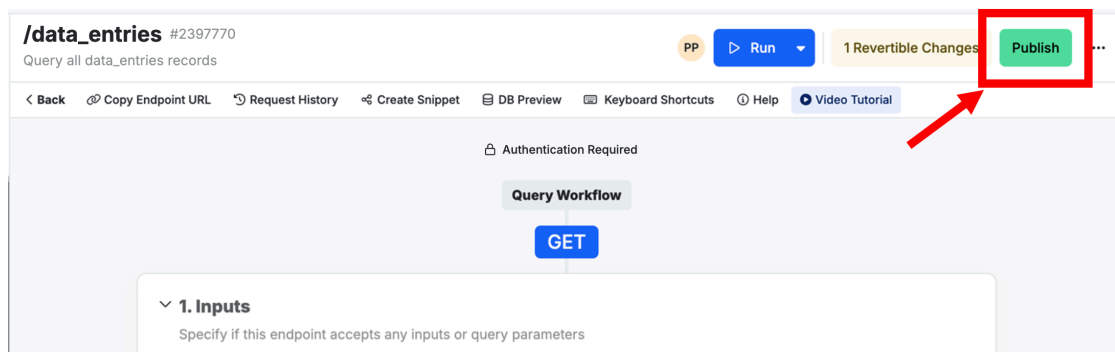 /data_entries #2397770
Query all data_entries records
PP
Run
1 Revertible Changes
Publish
Back
Copy Endpoint URL
Request History
Create Snippet
DB Preview
Keyboard Shortcuts
Help
Video Tutorial
Authentication Required
Query Workflow
GET
1. Inputs
Specify if this endpoint accepts any inputs or query parameters